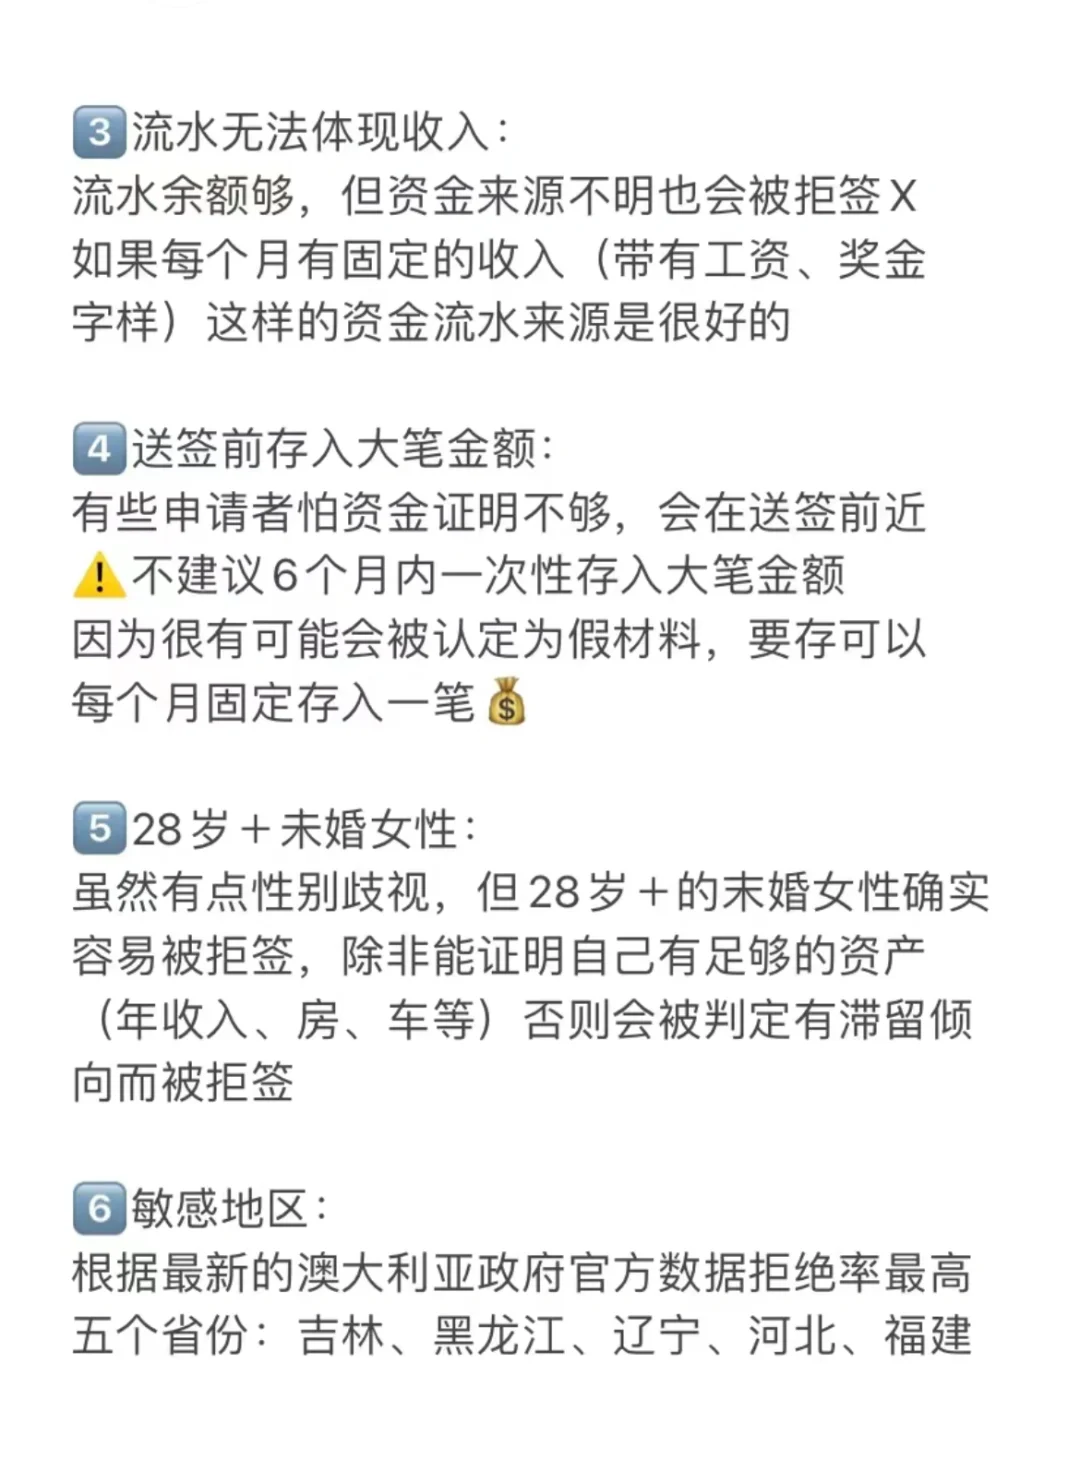 3️⃣流水无法体现收入：
流水余额够，但资金来源不明也会被拒签X
如果每个月有固定的收入（带有工资、奖金
字样）这样的资金流水来源是很好的
4️⃣送签前存入大笔金额：
有些申请者怕资金证明不够，会在送签前近
⚠️不建议6个月内一次性存入大笔金额
因为很有可能会被认定为假材料，要存可以
每个月固定存入一笔💰
5️⃣28岁＋未婚女性：
虽然有点性别歧视，但28岁＋的末婚女性确实
容易被拒签，除非能证明自己有足够的资产
（年收入、房、车等）否则会被判定有滞留倾
向而被拒签
6️⃣敏感地区：
根据最新的澳大利亚政府官方数据拒绝率最高
五个省份：吉林、黑龙江、辽宁、河北、福建